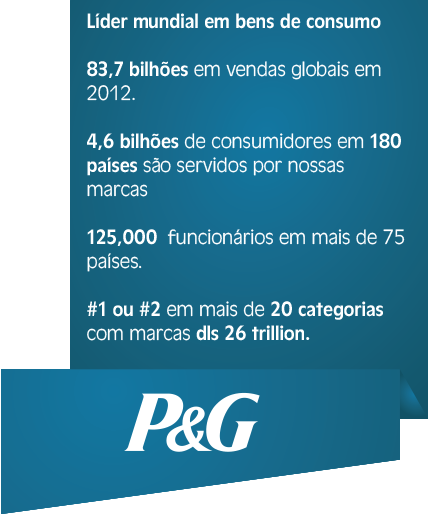 Líder mundial em bens de consumo
83,7 bilhões em vendas globais em
2012.
4,6 bilhões de consumidores em 180
países são servidos por nossas
marcas
125,000 funcionários em mais de 75
países.
#1 ou #2 em mais de 20 categorias
com marcas dls 26 trillion.
P&G